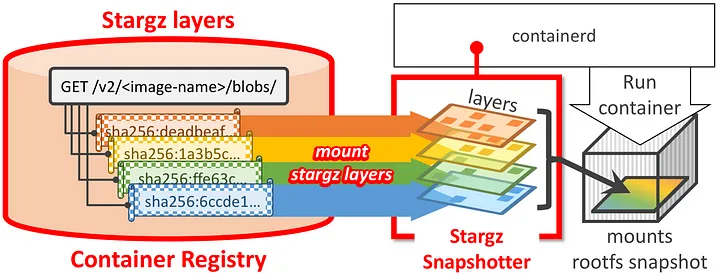 Stargz layers
GET /v2/<image-name>/blobs/
sha256:deadbeaf...
sha256:1a3b5c...
sha256:ffe63c...
sha256:6ccde1...
Container Registry
mount
stargz layers
containerd
layers
Stargz
Snapshotter
Run
container
mounts
rootfs snapshot